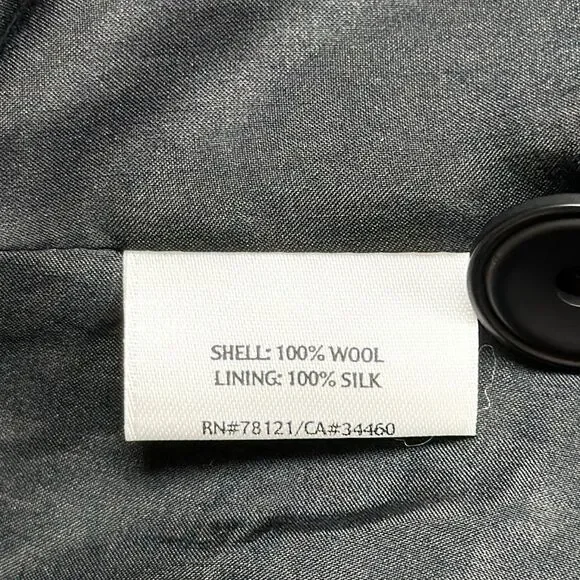 SHELL: 100% WOOL
LINING: 100% SILK
RN#78121/CA#34460